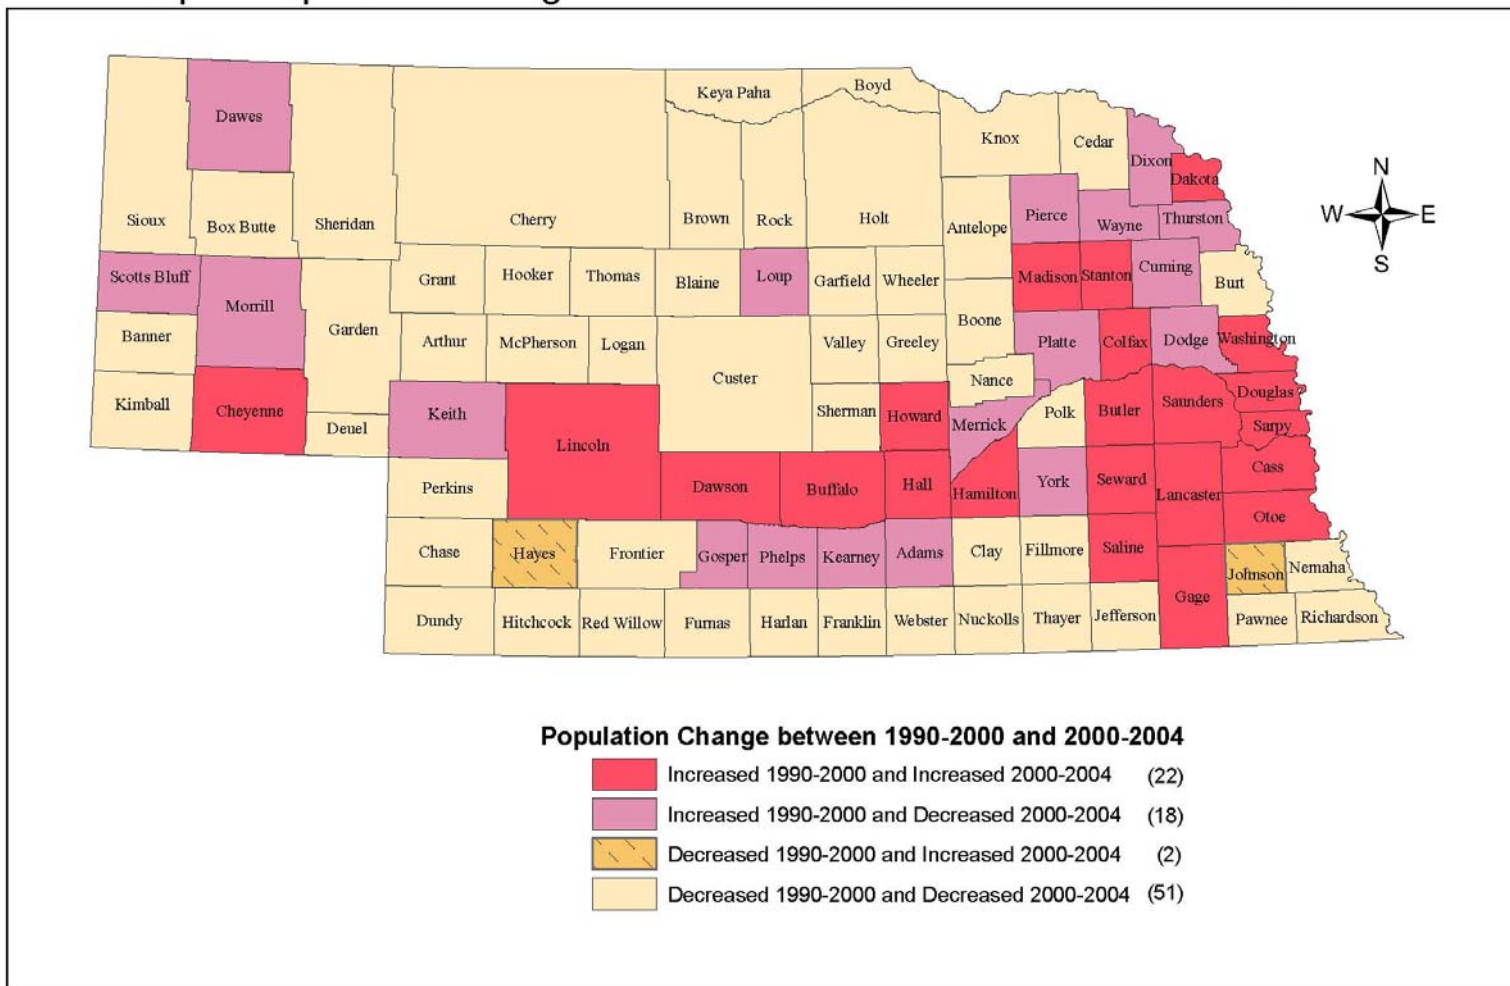 Keya Paha
Boyd
Dawes
Knox
Cedar
Dixon
Dakota
Sioux
Box Butte
Sheridan
Cherry
Brown
Rock
Holt
Antelope
Pierce
Wayne
Thurston
N
W E
S
Scotts Bluff
Morrill
Grant
Hooker
Thomas
Blaine
Loup
Garfield
Wheeler
Madison
Stanton
Cuming
Burt
Banner
Garden
Arthur
McPherson
Logan
Custer
Valley
Greeley
Boone
Platte
Colfax
Dodge
Washington
Kimball
Cheyenne
Deuel
Keith
Lincoln
Sherman
Howard
Nance
Merrick
Polk
Butler
Saunders
Douglas
Sarpy
Perkins
Dawson
Buffalo
Hall
Hamilton
York
Seward
Lancaster
Cass
Otoe
Chase
Hayes
Frontier
Gosper
Phelps
Kearney
Adams
Clay
Fillmore
Saline
Gage
Johnson
Nemaha
Dundy
Hitchcock
Red Willow
Furnas
Harlan
Franklin
Webster
Nuckolls
Thayer
Jefferson
Pawnee
Richardson
Population Change between 1990-2000 and 2000-2004
Increased 1990-2000 and Increased 2000-2004 (22)
Increased 1990-2000 and Decreased 2000-2004 (18)
Decreased 1990-2000 and Increased 2000-2004 (2)
Decreased 1990-2000 and Decreased 2000-2004 (51)